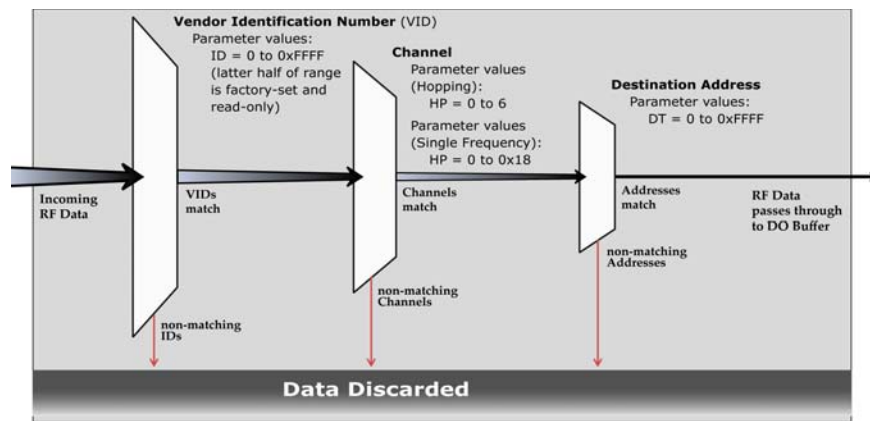 Vendor Identification Number (VID)
Parameter values:
ID = 0 to 0xFFFF
(latter half of range
is factory-set and
read-only)
Channel
Parameter values
(Hopping):
HP = 0 to 6
Parameter values
(Single Frequency):
HP = 0 to 0x18
Destination Address
Parameter values:
DT = 0 to 0xFFFF
Incoming
RF Data
VIDs
match
Channels
match
Addresses
match
RF Data
passes through
to DO Buffer
non-matching
IDs
non-matching
Channels
non-matching
Addresses
Data Discarded